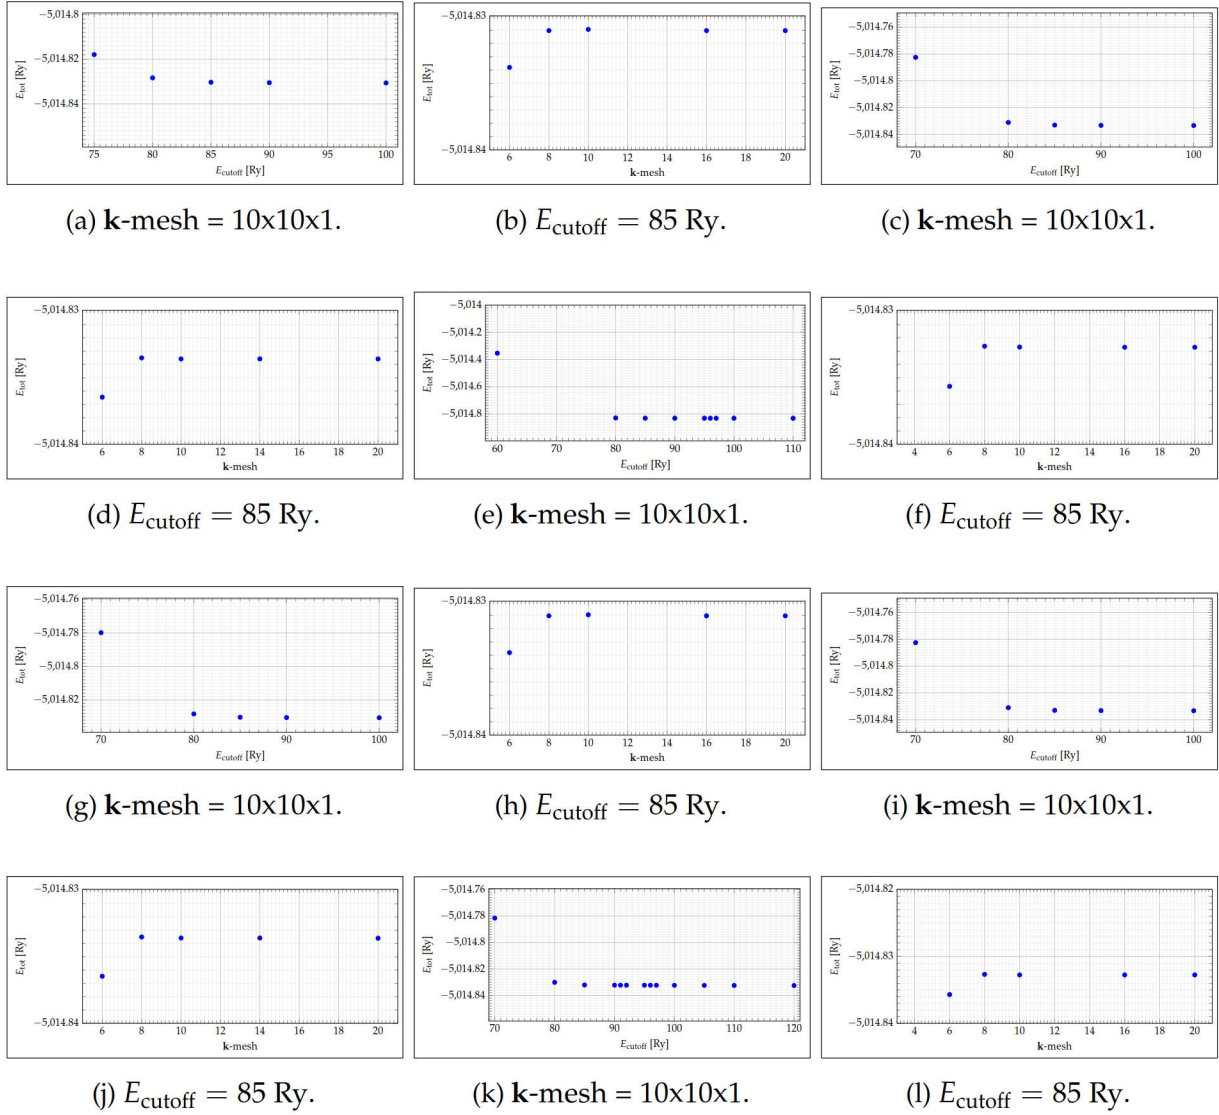 −5,014.8
−5,014.82
−5,014.84
E_tot [Ry]
75 80 85 90 95 100
E_cutoff [Ry]
(a) k-mesh = 10x10x1.
−5,014.83
−5,014.84
E_tot [Ry]
6 8 10 12 14 16 18 20
k-mesh
(b) E_cutoff = 85 Ry.
−5,014.76
−5,014.78
−5,014.8
−5,014.82
−5,014.84
E_tot [Ry]
70 80 90 100
E_cutoff [Ry]
(c) k-mesh = 10x10x1.
−5,014.83
−5,014.84
E_tot [Ry]
6 8 10 12 14 16 18 20
k-mesh
(d) E_cutoff = 85 Ry.
−5,014
−5,014.2
−5,014.4
−5,014.6
−5,014.8
E_tot [Ry]
60 70 80 90 100 110
E_cutoff [Ry]
(e) k-mesh = 10x10x1.
−5,014.83
−5,014.84
E_tot [Ry]
4 6 8 10 12 14 16 18 20
k-mesh
(f) E_cutoff = 85 Ry.
−5,014.76
−5,014.78
−5,014.8
−5,014.82
E_tot [Ry]
70 80 90 100
E_cutoff [Ry]
(g) k-mesh = 10x10x1.
−5,014.83
−5,014.84
E_tot [Ry]
6 8 10 12 14 16 18 20
k-mesh
(h) E_cutoff = 85 Ry.
−5,014.76
−5,014.78
−5,014.8
−5,014.82
−5,014.84
E_tot [Ry]
70 80 90 100
E_cutoff [Ry]
(i) k-mesh = 10x10x1.
−5,014.83
−5,014.84
E_tot [Ry]
6 8 10 12 14 16 18 20
k-mesh
(j) E_cutoff = 85 Ry.
−5,014.76
−5,014.78
−5,014.8
−5,014.82
−5,014.84
E_tot [Ry]
70 80 90 100 110 120
E_cutoff [Ry]
(k) k-mesh = 10x10x1.
−5,014.82
−5,014.83
−5,014.84
E_tot [Ry]
4 6 8 10 12 14 16 18 20
k-mesh
(l) E_cutoff = 85 Ry.